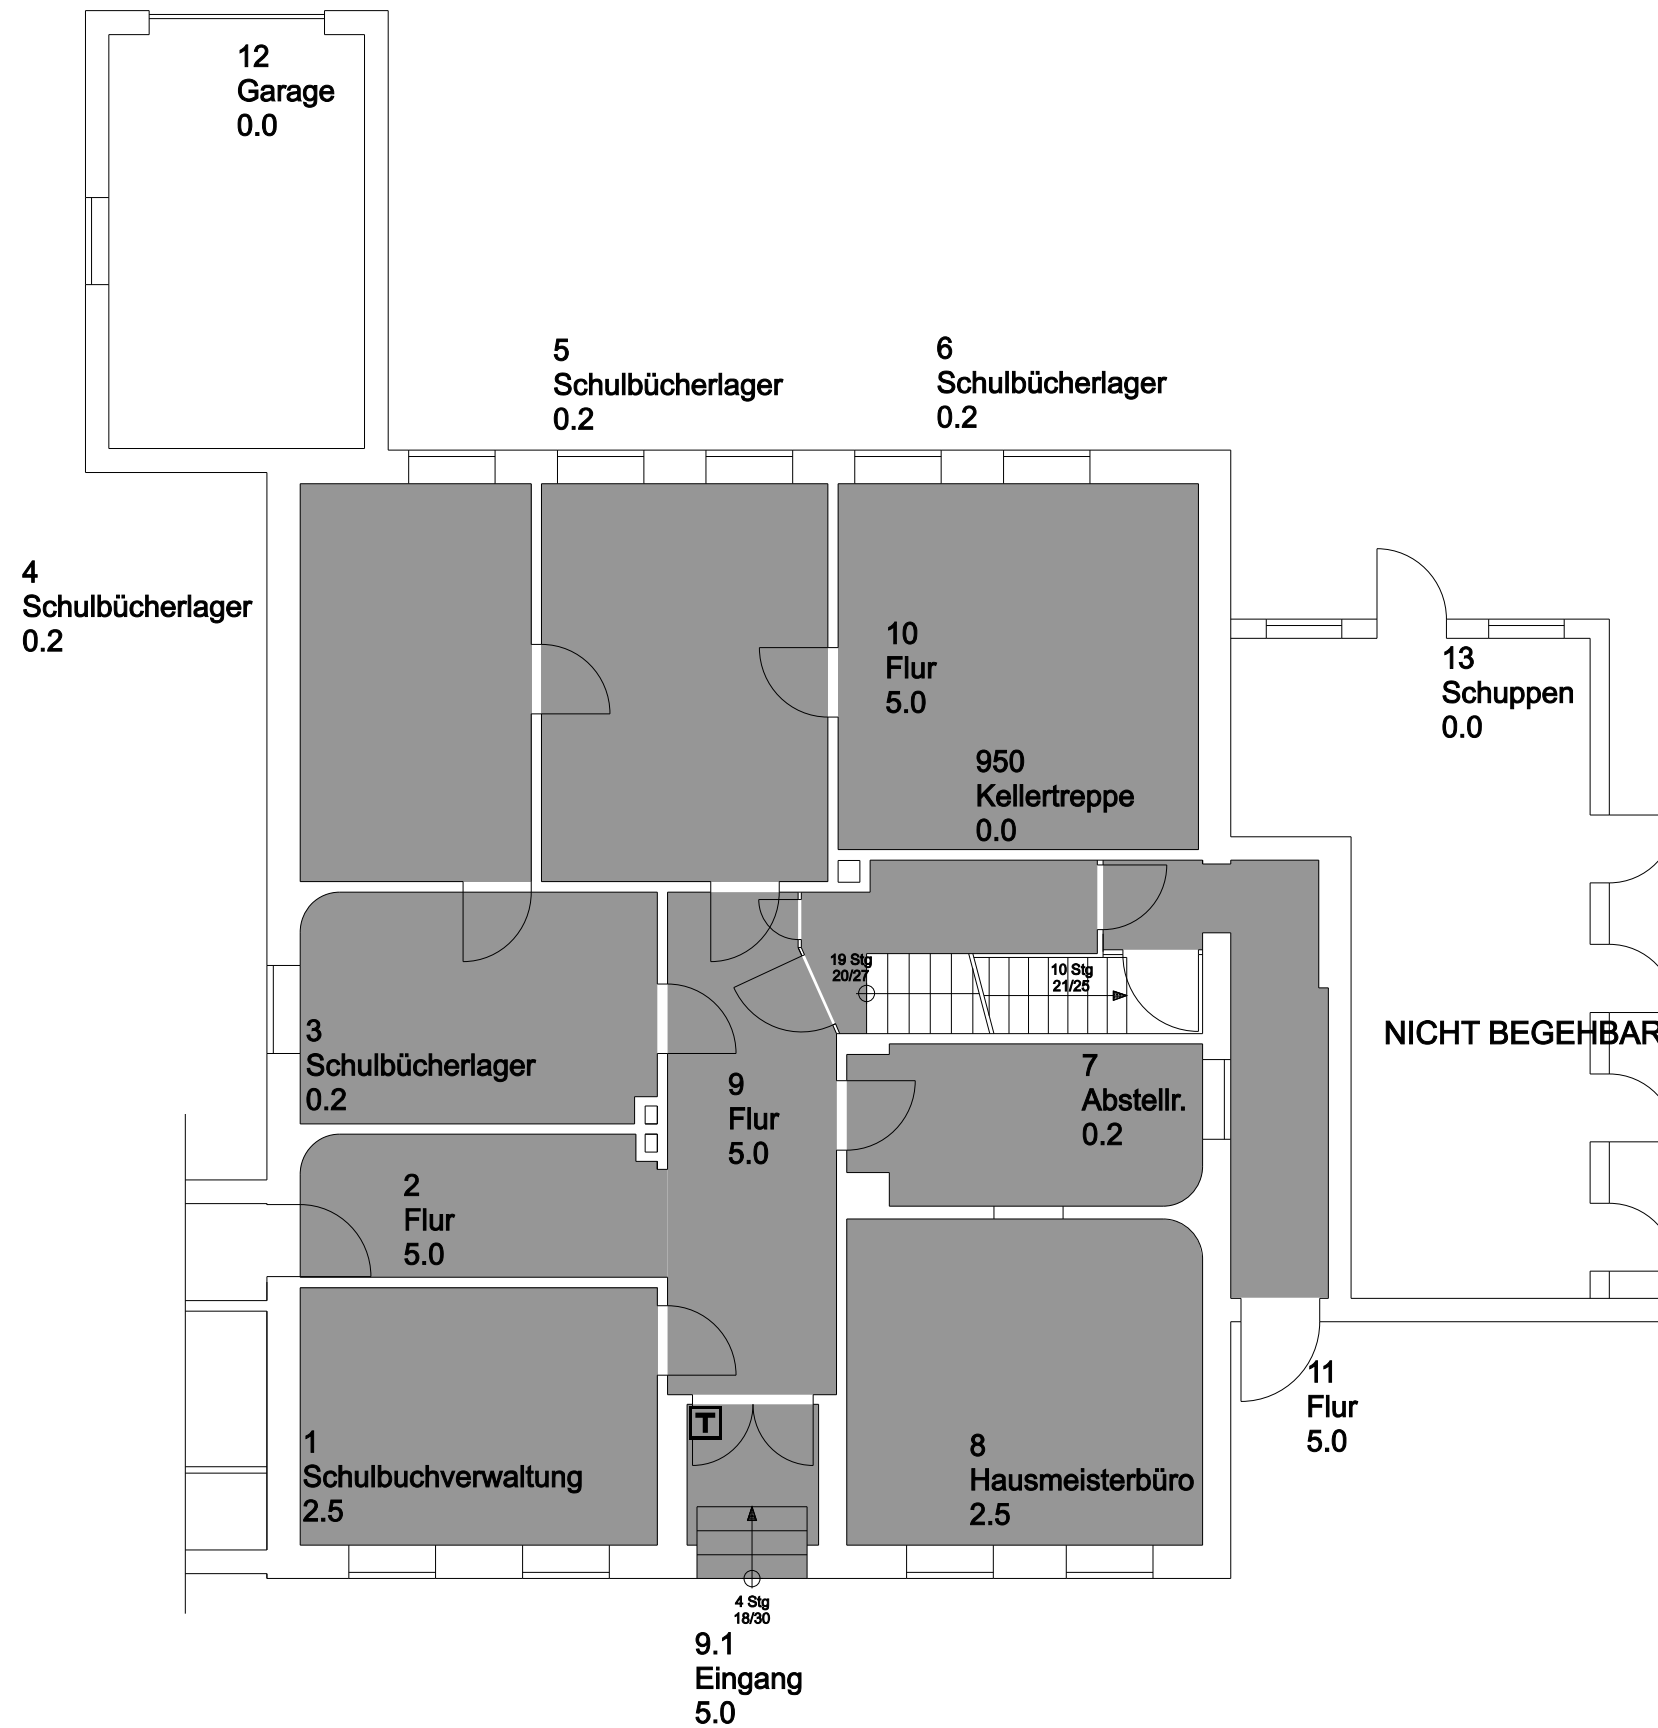 12
Garage
0.0
5
Schulbücherlager
0.2
6
Schulbücherlager
0.2
4
Schulbücherlager
0.2
10
Flur
5.0
13
Schuppen
0.0
950
Kellertreppe
0.0
19 Stg
20/27
10 Stg
21/25
NICHT BEGEHBAR
3
Schulbücherlager
0.2
9
Flur
5.0
7
Abstellr.
0.2
2
Flur
5.0
11
Flur
5.0
T
1
Schulbuchverwaltung
2.5
8
Hausmeisterbüro
2.5
4 Stg
18/30
9.1
Eingang
5.0